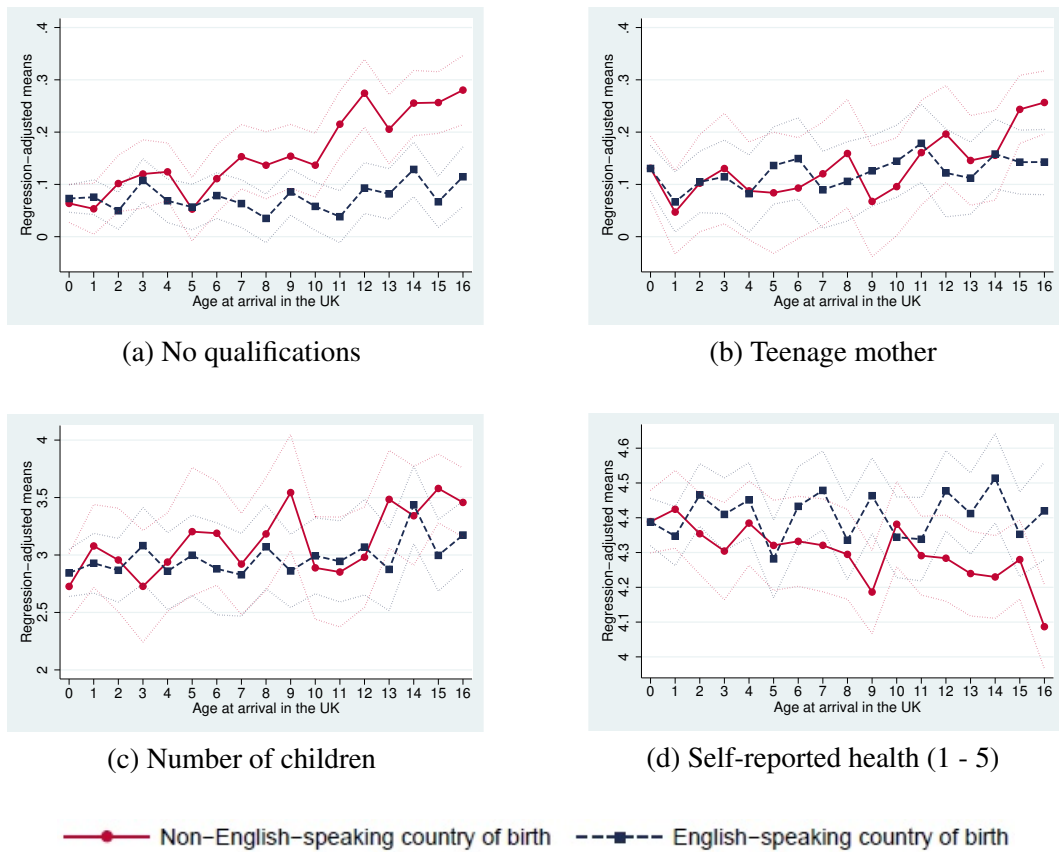 Regression-adjusted means
.4
.3
.2
.1
0
0 1 2 3 4 5 6 7 8 9 10 11 12 13 14 15 16
Age at arrival in the UK
(a) No qualifications
Regression-adjusted means
.4
.3
.2
.1
0
0 1 2 3 4 5 6 7 8 9 10 11 12 13 14 15 16
Age at arrival in the UK
(b) Teenage mother
Regression-adjusted means
4
3.5
3
2.5
2
0 1 2 3 4 5 6 7 8 9 10 11 12 13 14 15 16
Age at arrival in the UK
(c) Number of children
Regression-adjusted means
4.6
4.5
4.4
4.3
4.2
4.1
4
0 1 2 3 4 5 6 7 8 9 10 11 12 13 14 15 16
Age at arrival in the UK
(d) Self-reported health (1 - 5)
Non-English-speaking country of birth English-speaking country of birth